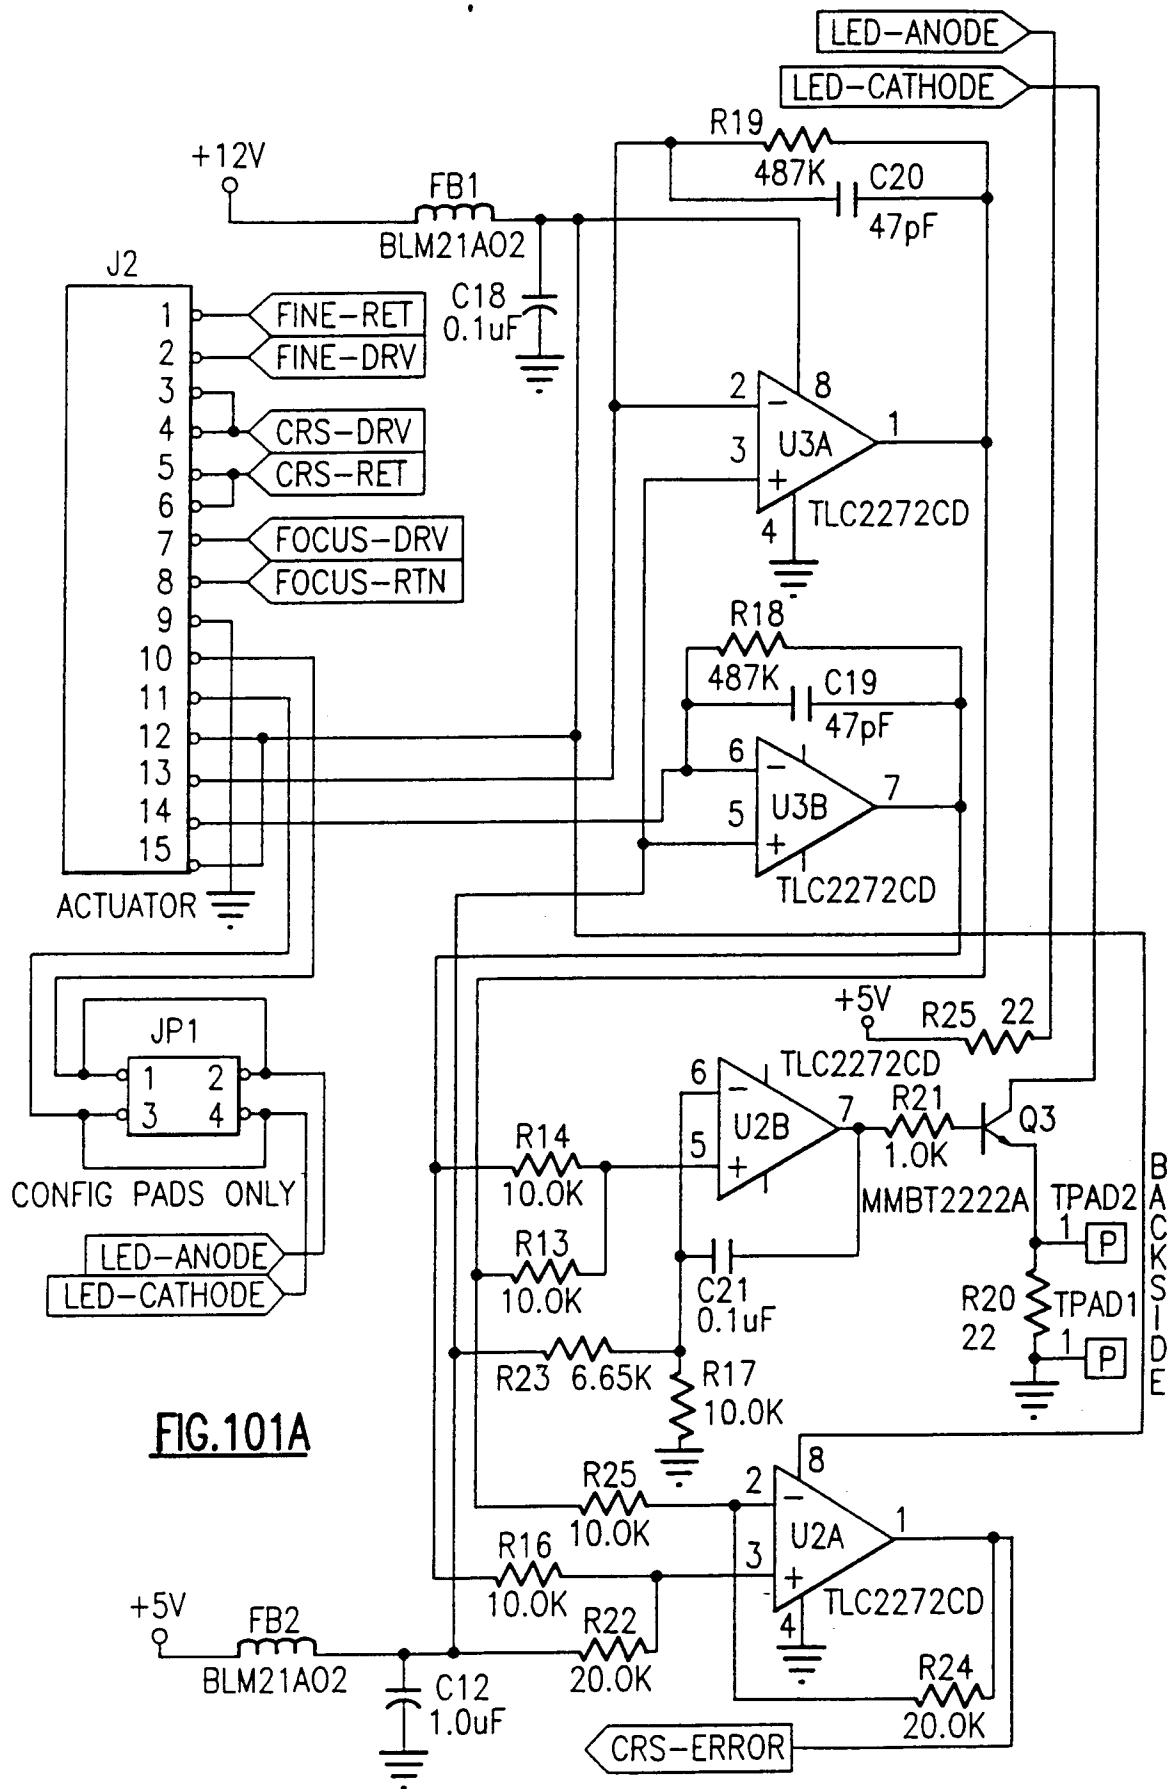 LED-ANODE
LED-CATHODE
R19
487K
C20
47pF
+12V
FB1
BLM21A02
C18
0.1uF
J2
1
FINE-RET
2
FINE-DRV
3
4
CRS-DRV
5
CRS-RET
6
7
FOCUS-DRV
8
FOCUS-RTN
9
10
11
12
13
14
15
ACTUATOR
2
8
−
U3A
1
3
+
4
TLC2272CD
R18
487K
C19
47pF
6
−
U3B
7
5
+
TLC2272CD
JP1
1 2
3 4
CONFIG PADS ONLY
LED-ANODE
LED-CATHODE
+5V
R25 22
TLC2272CD
6
−
U2B
7
5
+
R21
1.0K
Q3
MMBT2222A
R14
10.0K
R13
10.0K
C21
0.1uF
TPAD2
1
P
R20
22
TPAD1
1
P
BACKSIDE
R23 6.65K
R17
10.0K
FIG.101A
R25
10.0K
2
8
−
U2A
1
R16
10.0K
3
+
4
TLC2272CD
R22
20.0K
R24
20.0K
+5V
FB2
BLM21A02
C12
1.0uF
CRS-ERROR